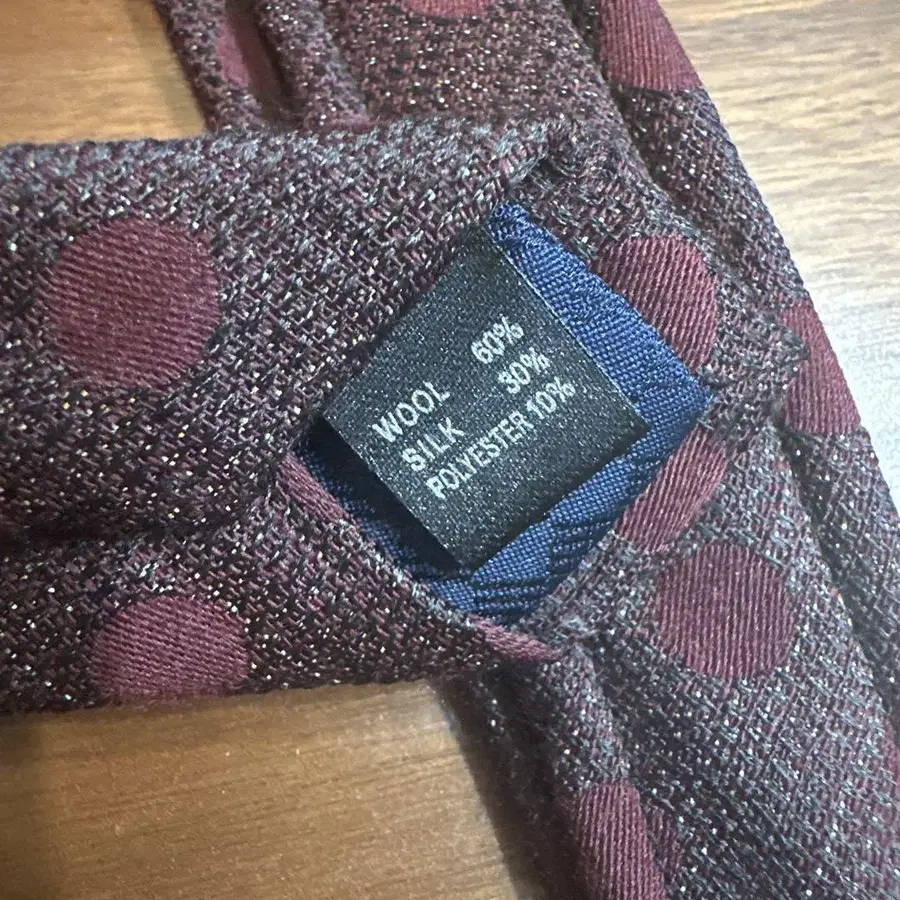 WOOL 60%
SILK 30%
POLYESTER 10%